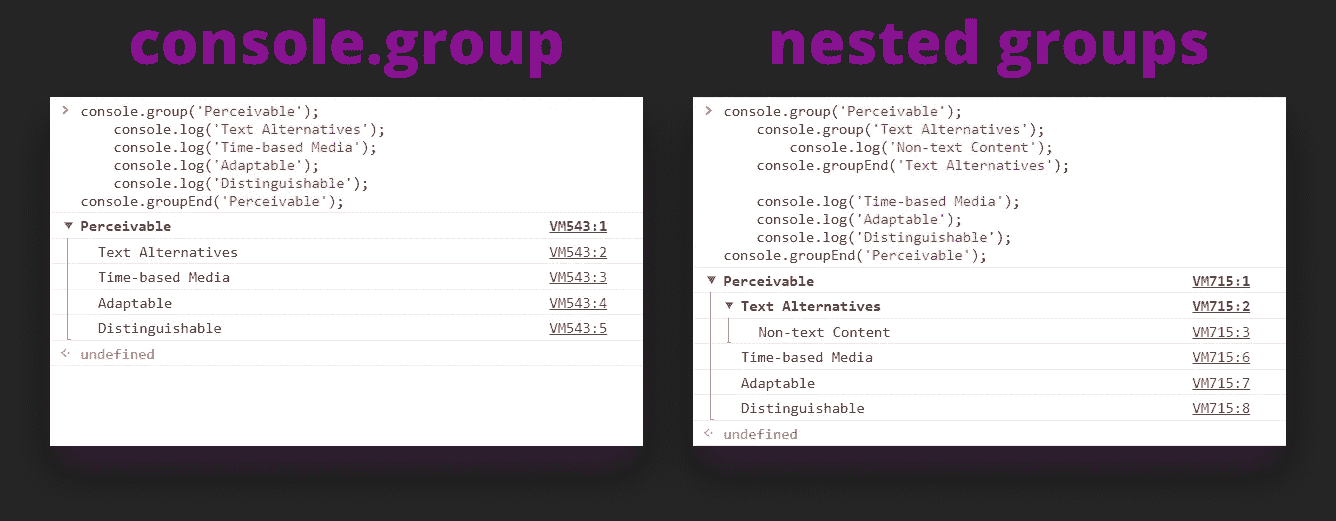 console.group
> console.group('Perceivable');
console.log('Text Alternatives');
console.log('Time-based Media');
console.log('Adaptable');
console.log('Distinguishable');
console.groupEnd('Perceivable');
▼ Perceivable VM543:1
Text Alternatives VM543:2
Time-based Media VM543:3
Adaptable VM543:4
Distinguishable VM543:5
undefined
nested groups
> console.group('Perceivable');
console.group('Text Alternatives');
console.log('Non-text Content');
console.groupEnd('Text Alternatives');
console.log('Time-based Media');
console.log('Adaptable');
console.log('Distinguishable');
console.groupEnd('Perceivable');
▼ Perceivable VM715:1
▼ Text Alternatives VM715:2
Non-text Content VM715:3
Time-based Media VM715:6
Adaptable VM715:7
Distinguishable VM715:8
undefined